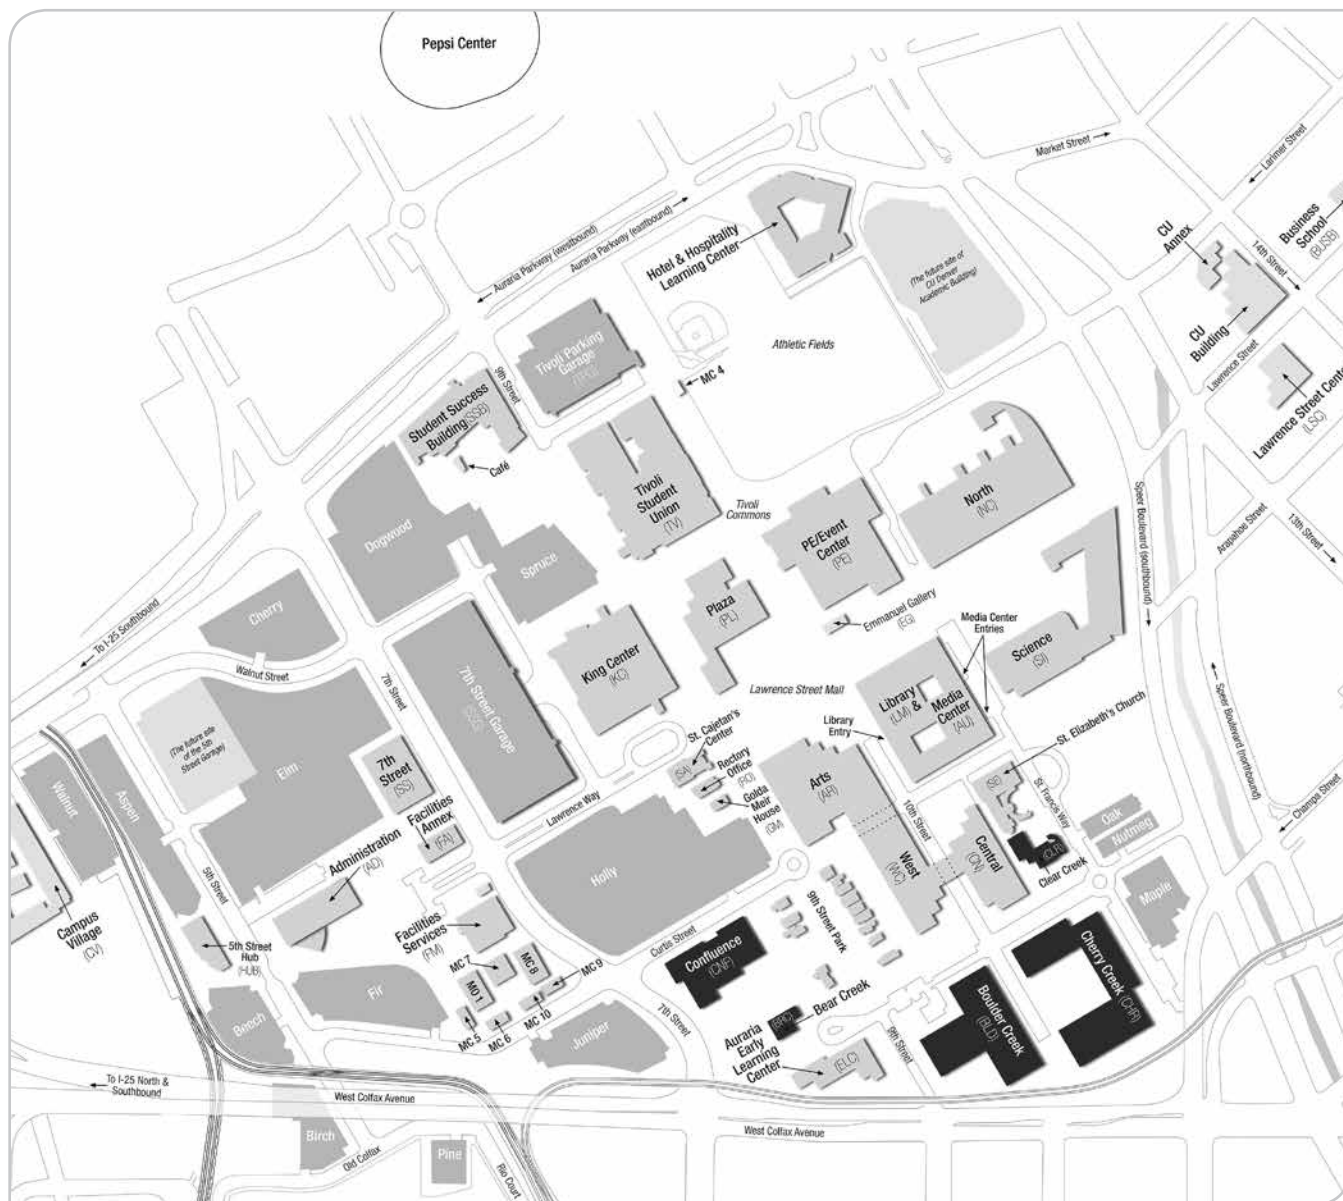 Pepsi Center
Market Street
Larimer Street
Auraria Parkway (westbound)
Auraria Parkway (eastbound)
Hotel & Hospitality
Learning Center
(The future site of
CU Denver
Academic Building)
CU
Annex
14th Street
Business
School
(BUSB)
CU
Building
Lawrence Street
Lawrence Street Center
(LSC)
Athletic Fields
MC 4
Tivoli Parking
Garage
9th Street
Student Success
Building (SSB)
Café
Tivoli
Student
Union
(TV)
Tivoli
Commons
North
(NC)
PE/Event
Center
(PE)
Speer Boulevard (southbound)
Arapahoe Street
13th Street
Dogwood
Spruce
Cherry
To I-25 Southbound
Walnut Street
7th Street
7th Street Garage
(SSG)
King Center
(KC)
Plaza
(PL)
Emmanuel Gallery
(EG)
Media Center
Entries
Science
(SI)
Lawrence Street Mall
Library
(LM) &
Media
Center
(AU)
Library
Entry
St. Elizabeth's Church
(SE)
St. Francis Way
Speer Boulevard (northbound)
Champa Street
(The future site
of the 5th
Street Garage)
Elm
7th
Street
(SS)
Facilities
Annex
(FA)
Lawrence Way
St. Cajetan's
Center
(SA)
Rectory
Office
(RO)
Golda
Meir
House
(GM)
Arts
(AR)
10th Street
West
(WC)
Central
(CN)
(CLR)
Clear Creek
Oak
Nutmeg
Maple
Walnut
Aspen
5th Street
Administration
(AD)
Holly
Campus
Village
(CV)
5th Street
Hub
(HUB)
Facilities
Services
(FM)
Curtis Street
9th Street Park
Confluence
(CNF)
Cherry Creek (CHR)
Beech
Fir
MC 7
MC 8
MC 9
MO 1
MC 10
MC 5
MC 6
Juniper
7th Street
(BRC)
Bear Creek
Auraria
Early
Learning
Center
(ELC)
9th Street
Boulder Creek
(BLD)
To I-25 North &
Southbound
West Colfax Avenue
West Colfax Avenue
Birch
Old Colfax
Pine
Rio Court